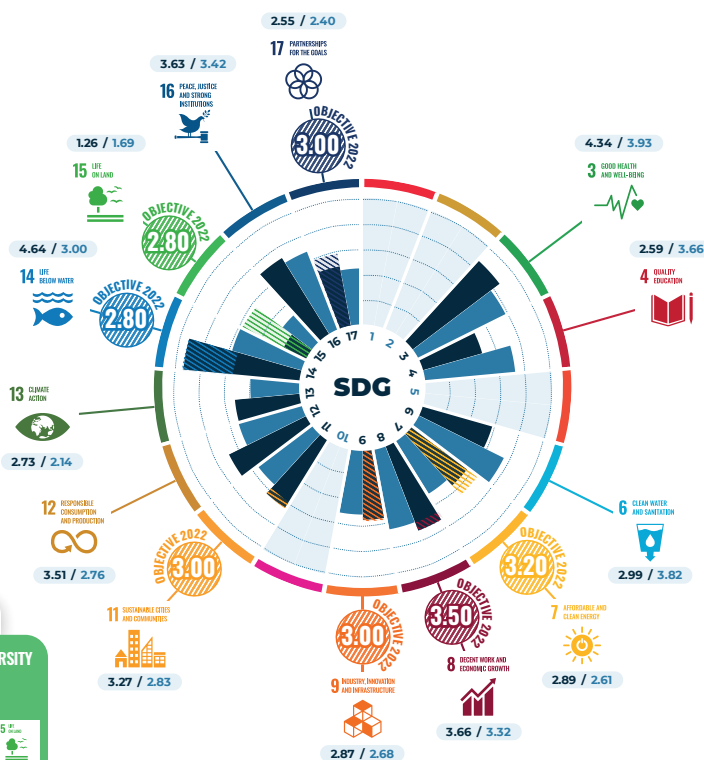 2.55 / 2.40
17 PARTNERSHIPS
FOR THE GOALS
OBJECTIVE 2022
3.00
3.63 / 3.42
16 PEACE, JUSTICE
AND STRONG
INSTITUTIONS
1.26 / 1.69
15 LIFE
ON LAND
OBJECTIVE 2022
2.80
4.64 / 3.00
14 LIFE
BELOW WATER
OBJECTIVE 2022
2.80
13 CLIMATE
ACTION
2.73 / 2.14
12 RESPONSIBLE
CONSUMPTION
AND PRODUCTION
3.51 / 2.76
OBJECTIVE 2022
3.00
11 SUSTAINABLE CITIES
AND COMMUNITIES
3.27 / 2.83
OBJECTIVE 2022
3.00
9 INDUSTRY, INNOVATION
AND INFRASTRUCTURE
2.87 / 2.68
OBJECTIVE 2022
3.50
8 DECENT WORK AND
ECONOMIC GROWTH
3.66 / 3.32
OBJECTIVE 2022
3.20
7 AFFORDABLE AND
CLEAN ENERGY
2.89 / 2.61
6 CLEAN WATER
AND SANITATION
2.99 / 3.82
2.59 / 3.66
4 QUALITY
EDUCATION
4.34 / 3.93
3 GOOD HEALTH
AND WELL-BEING
SDG
1
2
3
4
5
6
7
8
9
10
11
12
13
14
15
16
17
RSITY
5 LIFE
ON LAND